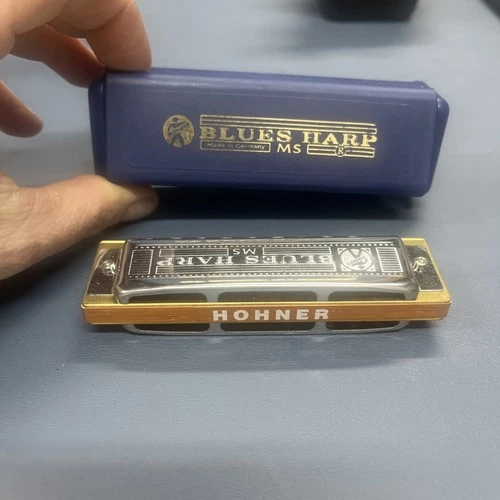 BLUES HARP
Made in Germany MS R
BLUES HARP
MS
HOHNER